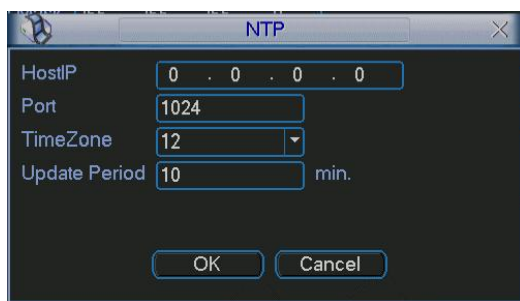 NTP
HostIP 0 . 0 . 0 . 0
Port 1024
TimeZone 12
Update Period 10 min.
OK Cancel